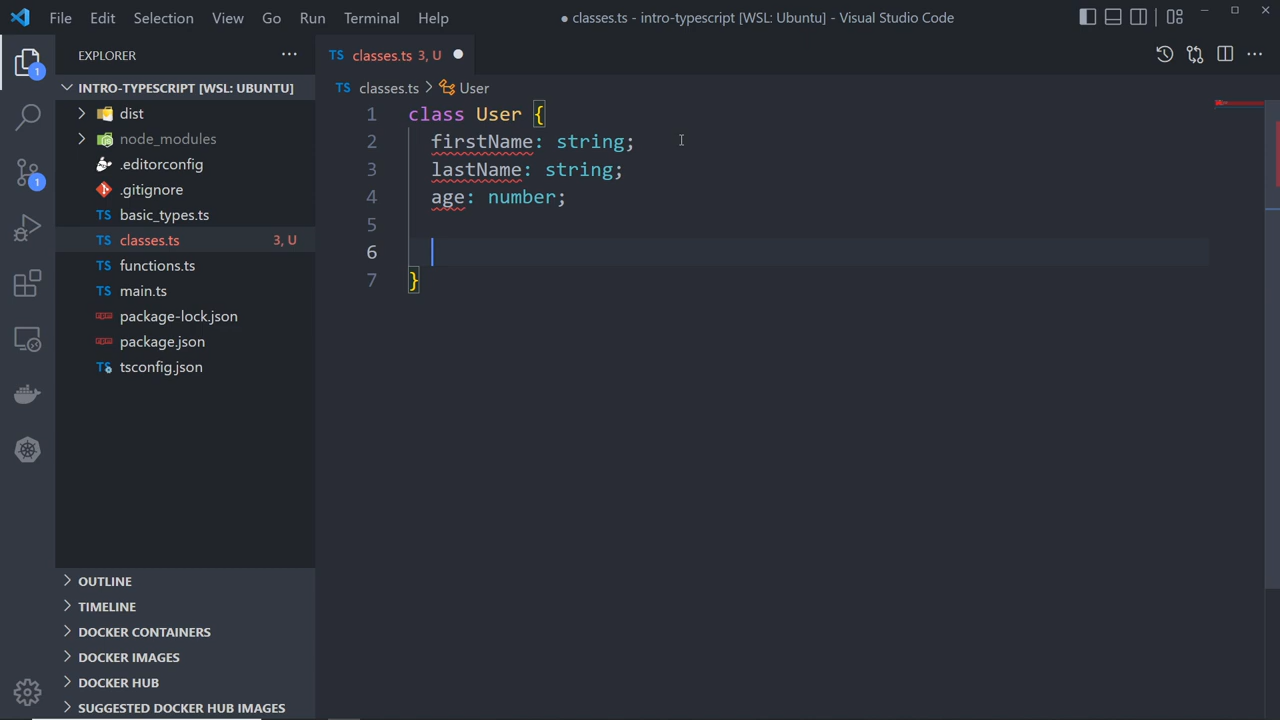 File Edit Selection View Go Run Terminal Help
● classes.ts - intro-typescript [WSL: Ubuntu] - Visual Studio Code
EXPLORER
TS classes.ts 3, U
INTRO-TYPESCRIPT [WSL: UBUNTU]
TS classes.ts > User
dist
node_modules
.editorconfig
.gitignore
TS basic_types.ts
TS classes.ts 3, U
TS functions.ts
TS main.ts
package-lock.json
package.json
TS tsconfig.json
1 class User {
2 firstName: string;
3 lastName: string;
4 age: number;
5
6
7 }
1
1
OUTLINE
TIMELINE
DOCKER CONTAINERS
DOCKER IMAGES
DOCKER HUB
SUGGESTED DOCKER HUB IMAGES